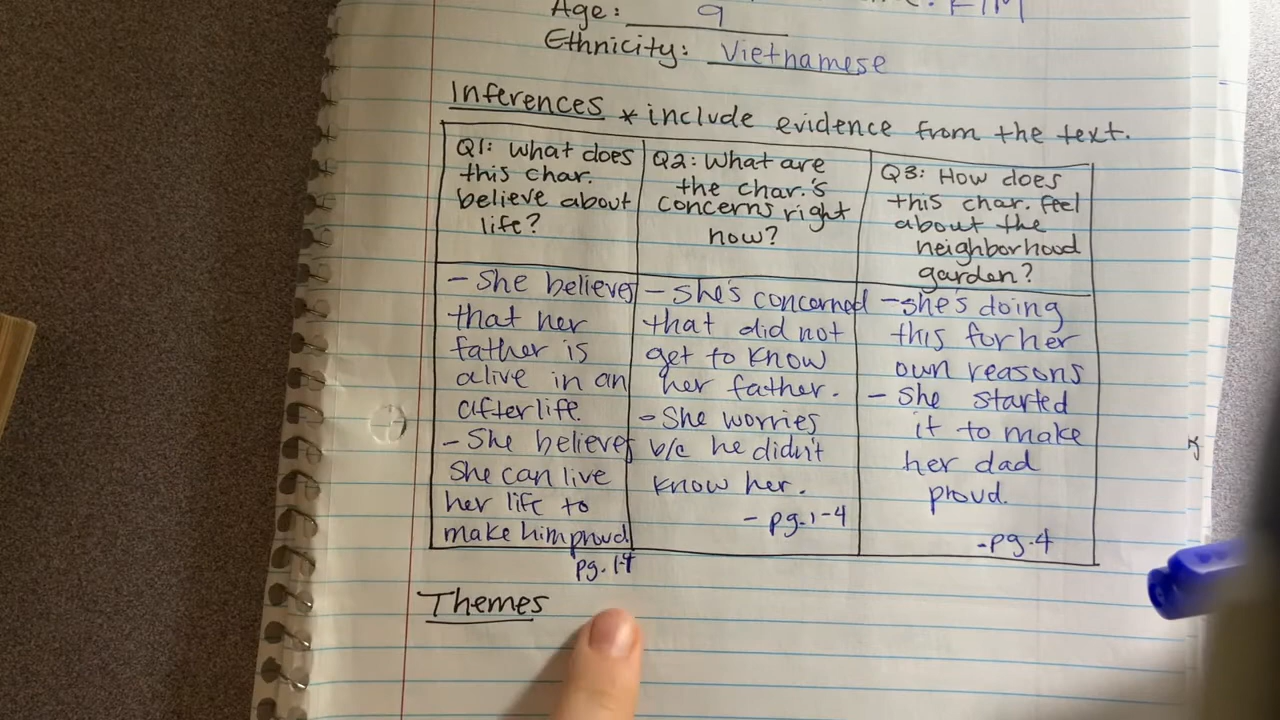 Age: 9
Ethnicity: Vietnamese
Inferences *include evidence from the text.
Q1: What does
this char.
believe about
life?
Q2: What are
the char.'s
concerns right
now?
Q3: How does
this char. feel
about the
neighborhood
garden?
- She believes
that her
father is
alive in an
afterlife.
- She believes
she can live
her life to
make him proud
pg. 1-4
- she's concerned
that did not
get to know
her father.
- She worries
b/c he didn't
know her.
- pg. 1-4
- she's doing
this for her
own reasons
- She started
it to make
her dad
proud.
- pg. 4
Themes